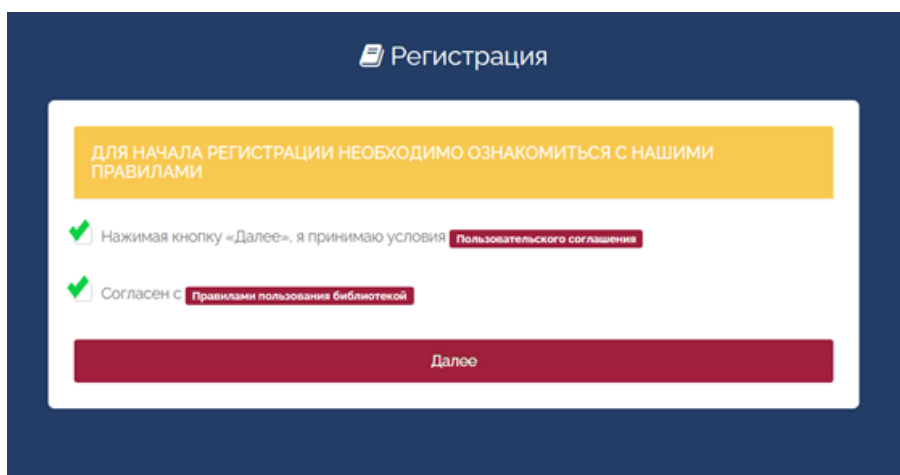 Регистрация
ДЛЯ НАЧАЛА РЕГИСТРАЦИИ НЕОБХОДИМО ОЗНАКОМИТЬСЯ С НАШИМИ
ПРАВИЛАМИ
Нажимая кнопку «Далее», я принимаю условия Пользовательского соглашения
Согласен с Правилами пользования библиотекой
Далее